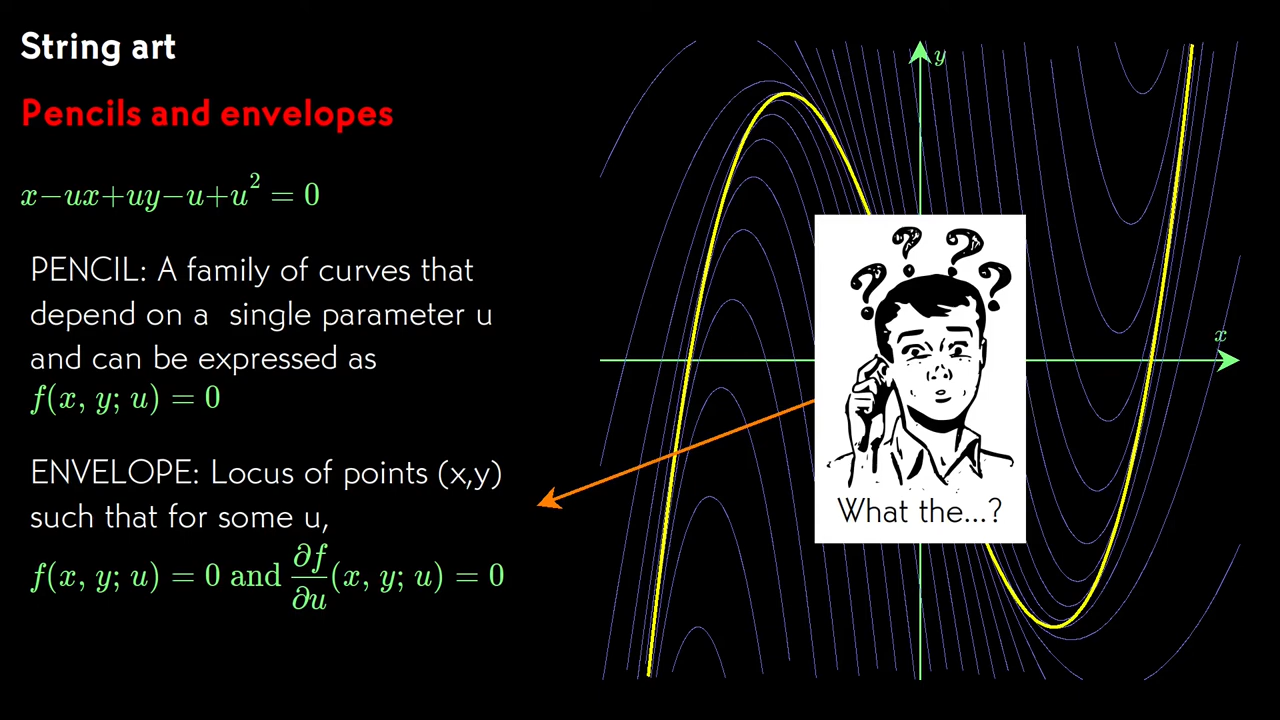 String art
Pencils and envelopes
x−ux+uy−u+u² = 0
PENCIL: A family of curves that
depend on a single parameter u
and can be expressed as
f(x, y; u) = 0
ENVELOPE: Locus of points (x,y)
such that for some u,
f(x, y; u) = 0 and ∂f/∂u (x, y; u) = 0
y
x
? ? ? ?
What the...?